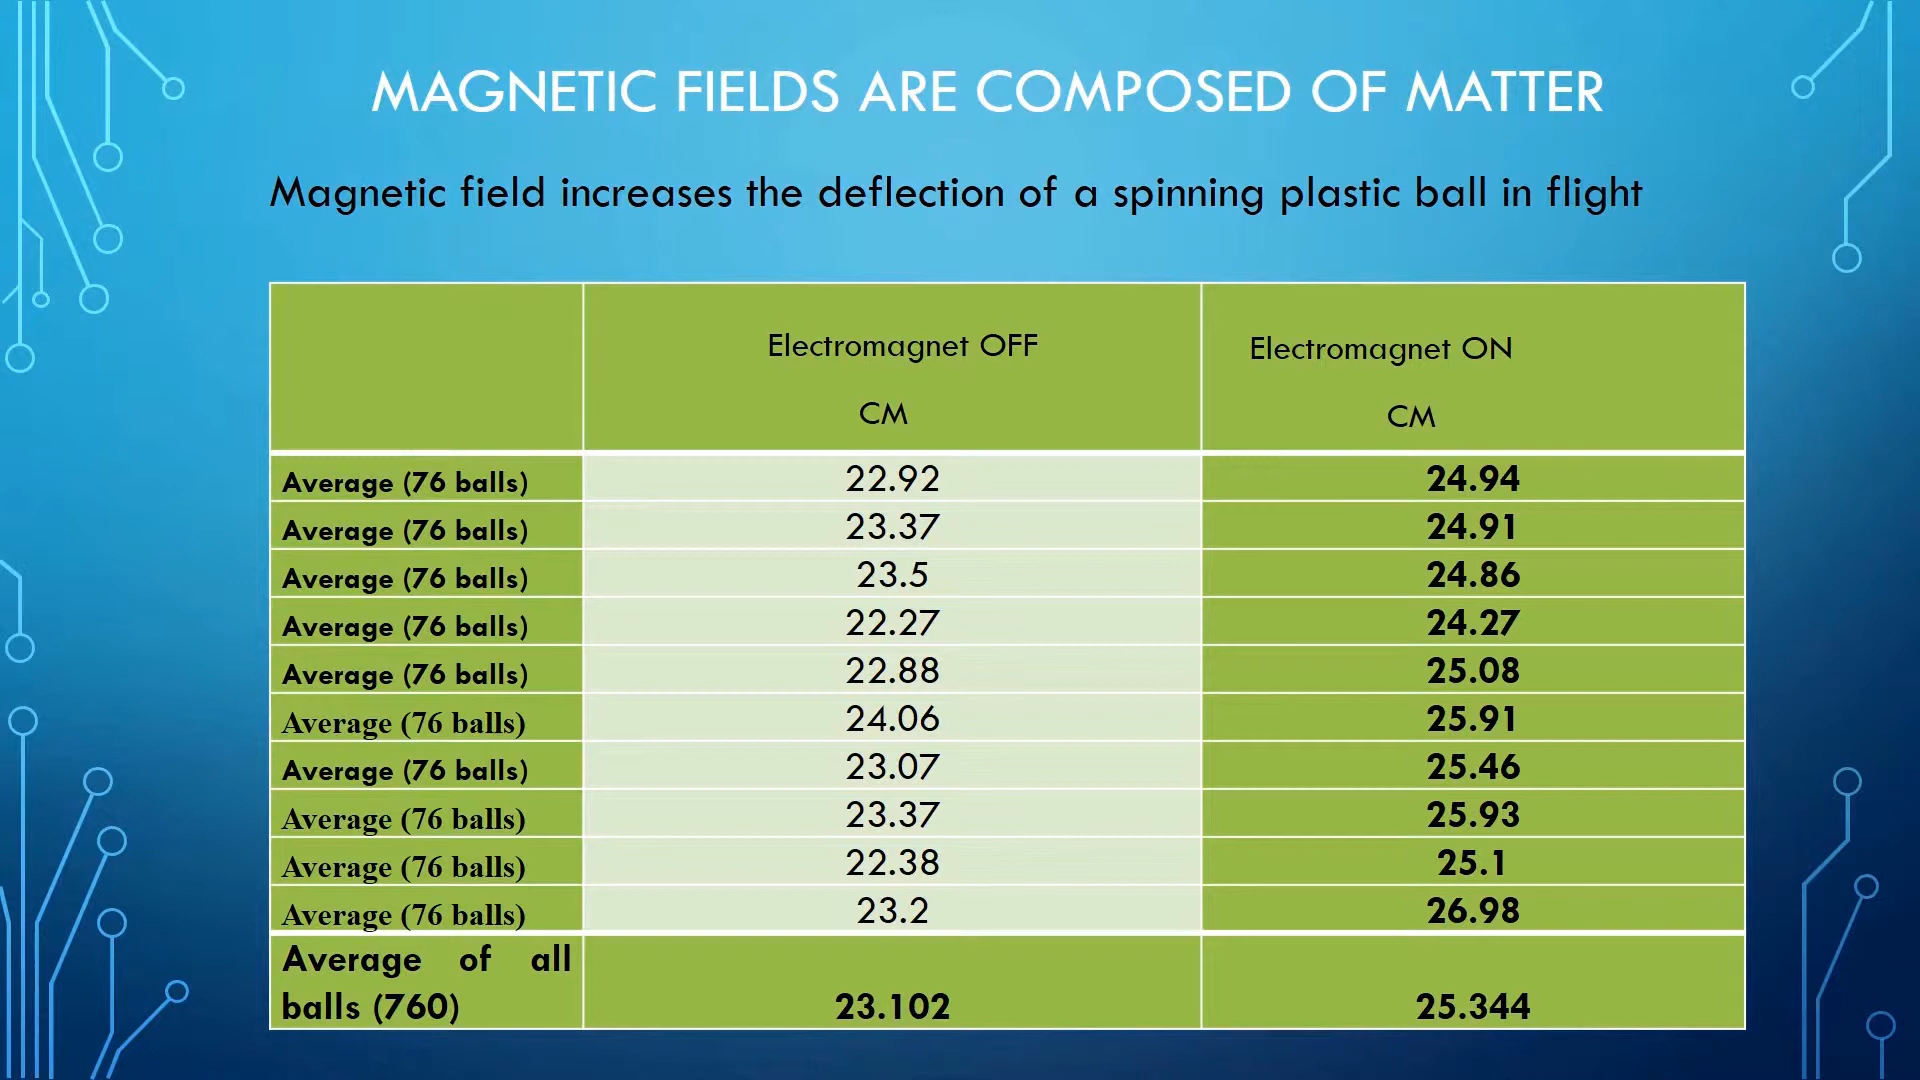 MAGNETIC FIELDS ARE COMPOSED OF MATTER
Magnetic field increases the deflection of a spinning plastic ball in flight
Electromagnet OFF Electromagnet ON
CM CM
Average (76 balls) 22.92 24.94
Average (76 balls) 23.37 24.91
Average (76 balls) 23.5 24.86
Average (76 balls) 22.27 24.27
Average (76 balls) 22.88 25.08
Average (76 balls) 24.06 25.91
Average (76 balls) 23.07 25.46
Average (76 balls) 23.37 25.93
Average (76 balls) 22.38 25.1
Average (76 balls) 23.2 26.98
Average of all
balls (760) 23.102 25.344